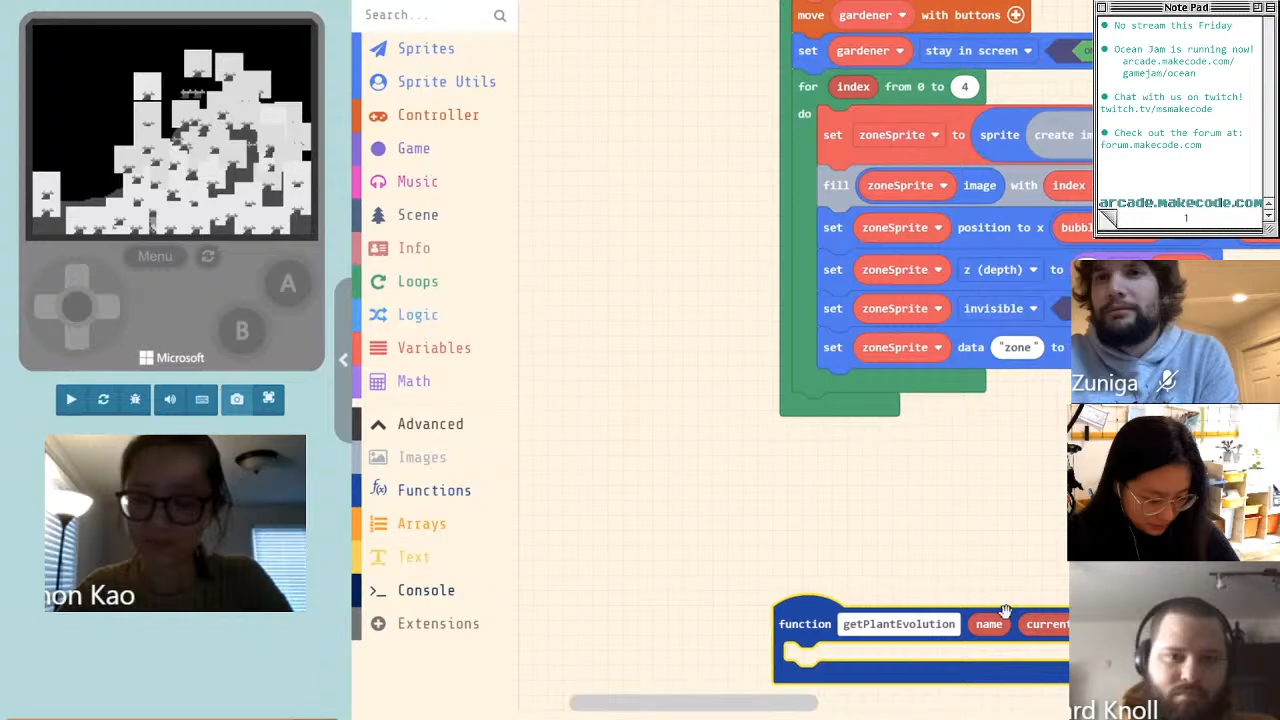 Menu
A
B
Microsoft
non Kao
Search...
Sprites
Sprite Utils
Controller
Game
Music
Scene
Info
Loops
Logic
Variables
Math
Advanced
Images
Functions
Arrays
Text
Console
Extensions
move gardener with buttons
set gardener stay in screen
for index from 0 to 4
do
set zoneSprite to sprite create im
fill zoneSprite image with index
set zoneSprite position to x bubbl
set zoneSprite z (depth) to
set zoneSprite invisible
set zoneSprite data "zone" to
function getPlantEvolution name current
Note Pad
No stream this Friday
Ocean Jam is running now!
arcade.makecode.com/
gamejam/ocean
Chat with us on twitch!
twitch.tv/msmakecode
Check out the forum at:
forum.makecode.com
arcade.makecode.com
1
Zuniga
ard Knoll